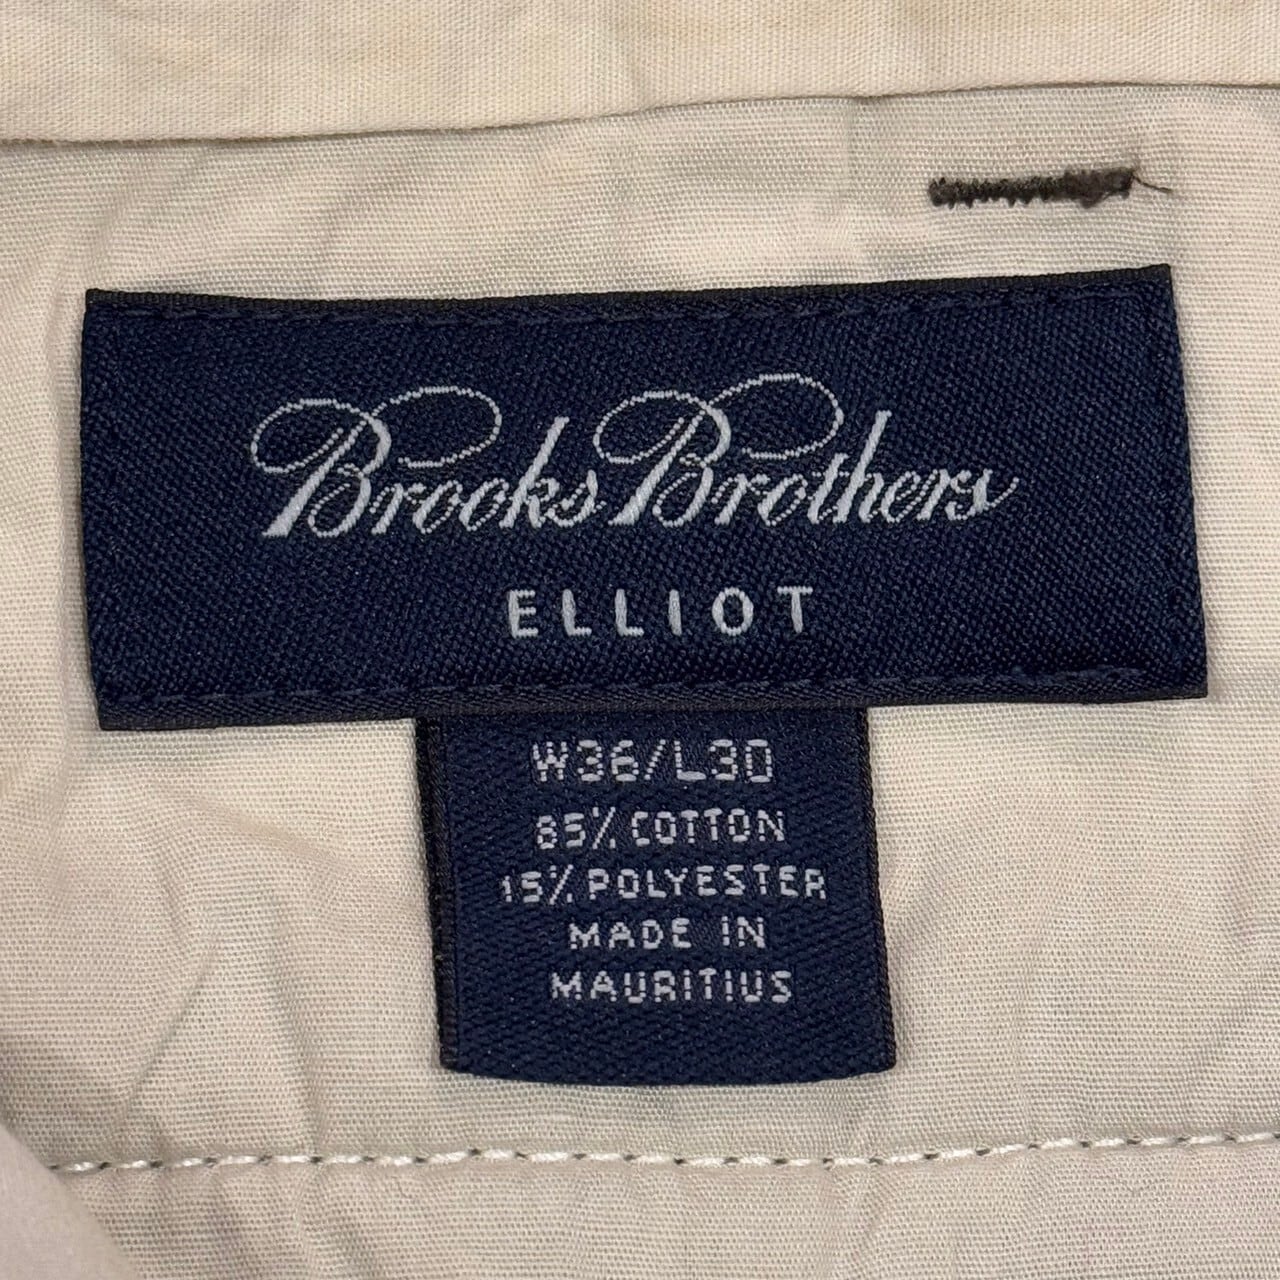 Brooks Brothers
ELLIOT
W36/L30
85% COTTON
15% POLYESTER
MADE IN
MAURITIUS